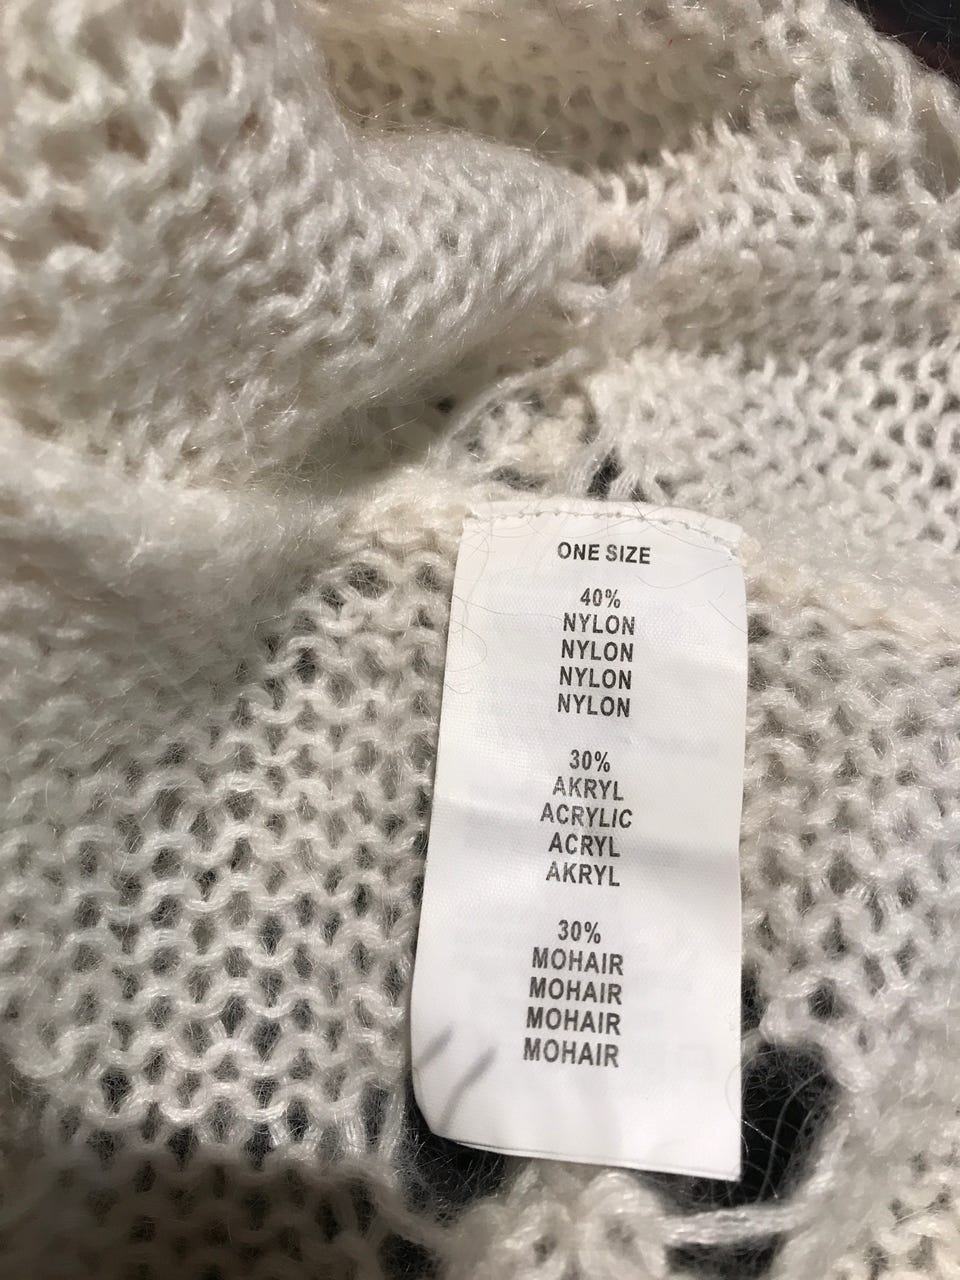 ONE SIZE
40%
NYLON
NYLON
NYLON
NYLON
30%
AKRYL
ACRYLIC
ACRYL
AKRYL
30%
MOHAIR
MOHAIR
MOHAIR
MOHAIR